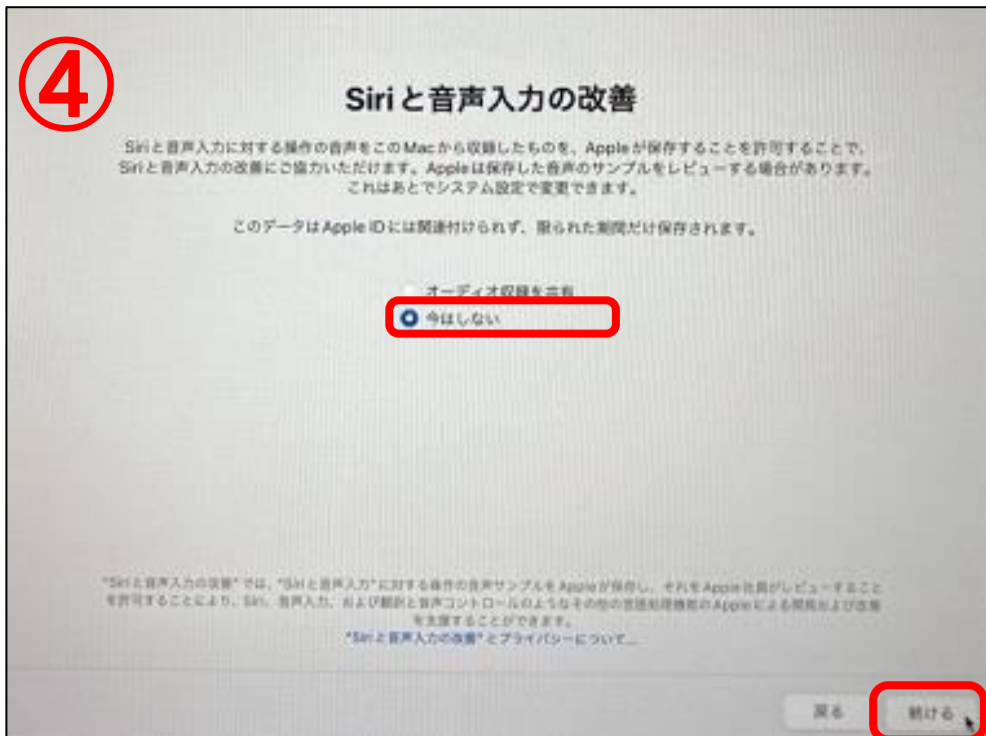 ④
Siriと音声入力の改善
Siriと音声入力に対する操作の音声をこのMacから収録したものを、Appleが保存することを許可することで、
Siriと音声入力の改善にご協力いただけます。Appleは保存した音声のサンプルをレビューする場合があります。
これはあとでシステム設定で変更できます。
このデータはApple IDには関連付けられず、限られた期間だけ保存されます。
オーディオ収録を共有
今はしない
"Siriと音声入力の改善"では、"Siriと音声入力"に対する操作の音声サンプルをAppleが保存し、それをApple社員がレビューすること
を許可することにより、Siri、音声入力、および翻訳と音声コントロールのようなその他の言語処理機能のAppleによる開発および改善
を支援することができます。
"Siriと音声入力の改善"とプライバシーについて...
戻る
続ける